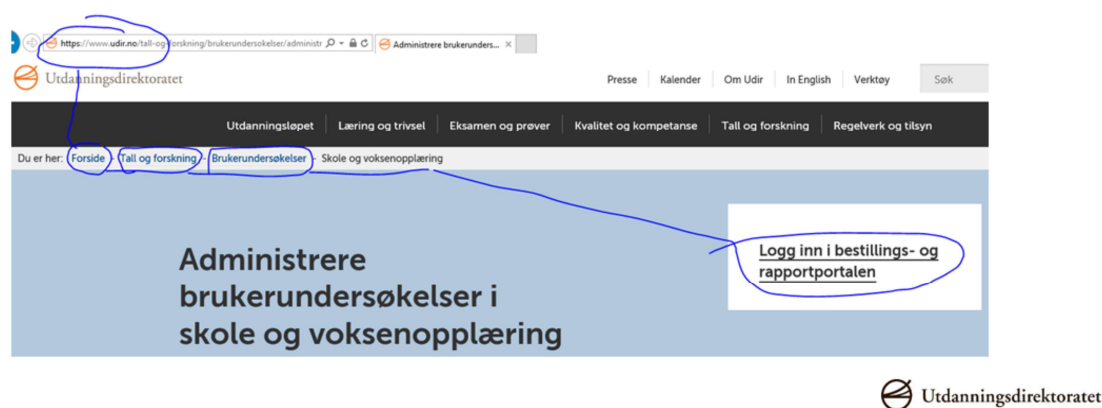 https://www.udir.no/tall-og-forskning/brukerundersokelser/administr
Administrere brukerunders...
Utdanningsdirektoratet
Presse Kalender Om Udir In English Verktøy Søk
Utdanningsløpet Læring og trivsel Eksamen og prøver Kvalitet og kompetanse Tall og forskning Regelverk og tilsyn
Du er her: Forside - Tall og forskning - Brukerundersøkelser - Skole og voksenopplæring
Administrere
brukerundersøkelser i
skole og voksenopplæring
Logg inn i bestillings- og
rapportportalen
Utdanningsdirektoratet